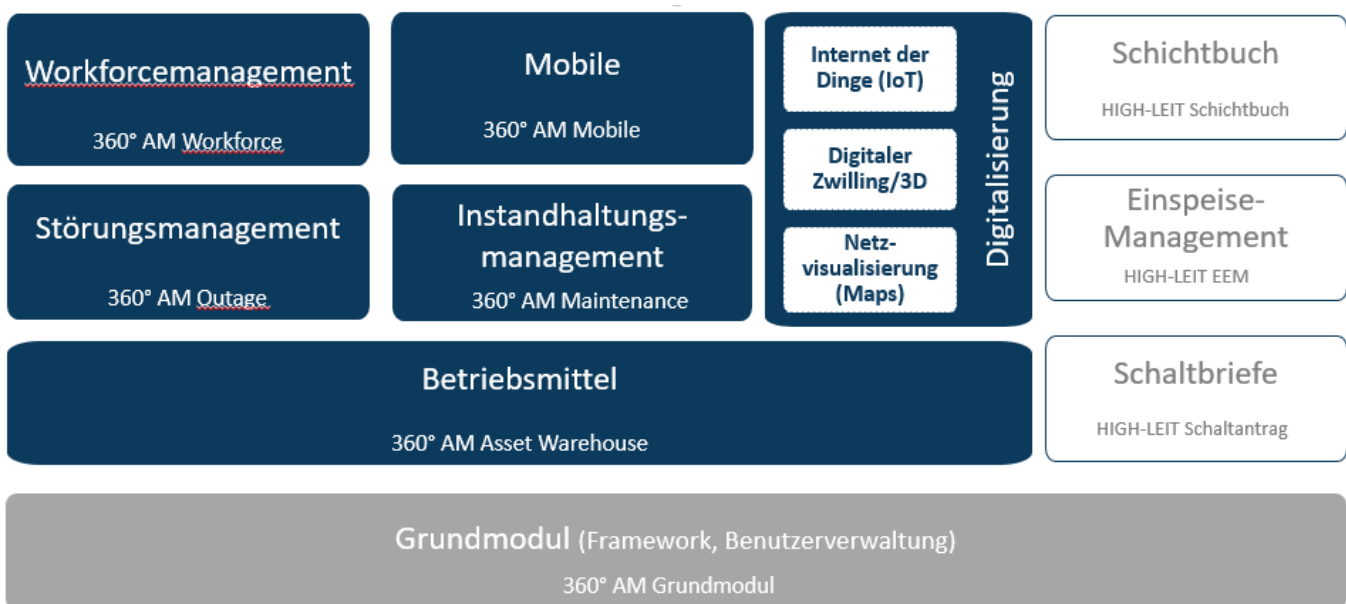 Workforcemanagement
360° AM Workforce
Mobile
360° AM Mobile
Störungsmanagement
360° AM Outage
Instandhaltungs-
management
360° AM Maintenance
Internet der
Dinge (IoT)
Digitaler
Zwilling/3D
Netz-
visualisierung
(Maps)
Digitalisierung
Schichtbuch
HIGH-LEIT Schichtbuch
Einspeise-
Management
HIGH-LEIT EEM
Schaltbriefe
HIGH-LEIT Schaltantrag
Betriebsmittel
360° AM Asset Warehouse
Grundmodul (Framework, Benutzerverwaltung)
360° AM Grundmodul